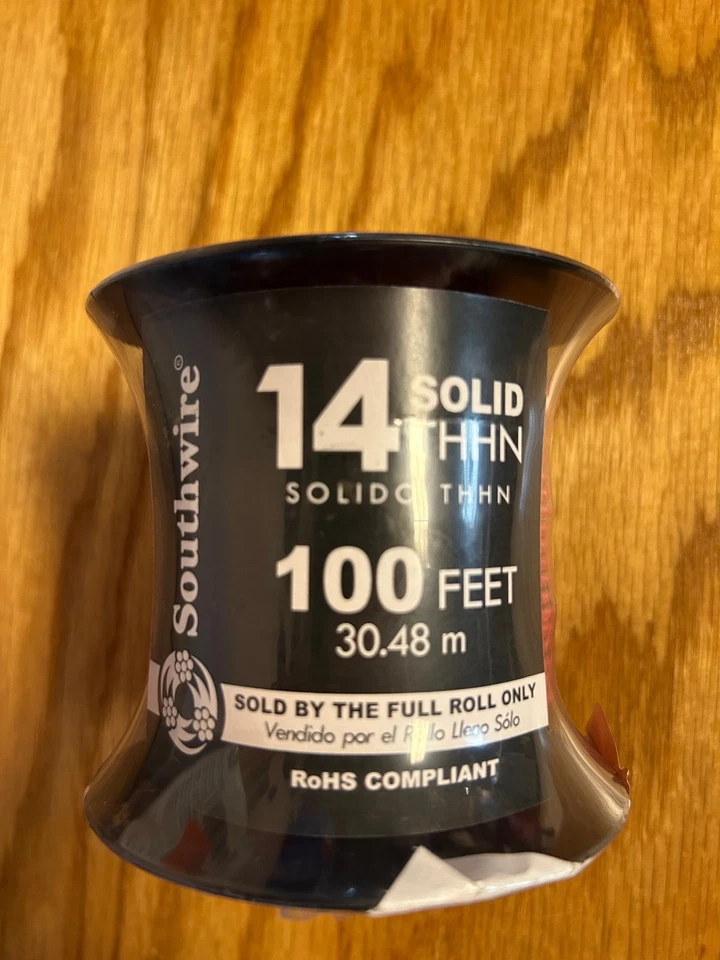 Southwire®
14 SOLID
THHN
SOLIDO THHN
100 FEET
30.48 m
SOLD BY THE FULL ROLL ONLY
Vendido por el Rollo Lleno Sólo
RoHS COMPLIANT